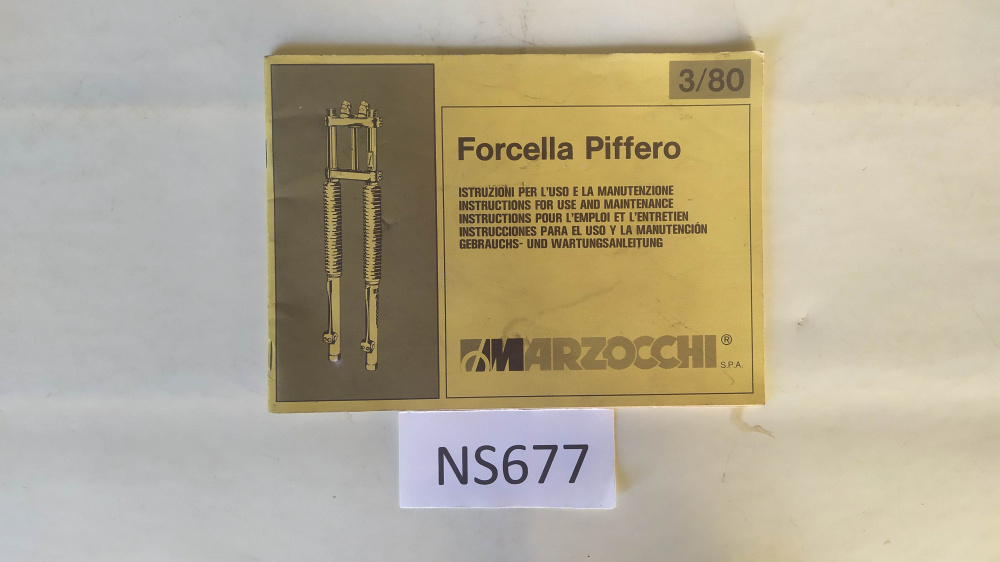 3/80
Forcella Piffero
ISTRUZIONI PER L'USO E LA MANUTENZIONE
INSTRUCTIONS FOR USE AND MAINTENANCE
INSTRUCTIONS POUR L'EMPLOI ET L'ENTRETIEN
INSTRUCCIONES PARA EL USO Y LA MANUTENCIÓN
GEBRAUCHS- UND WARTUNGSANLEITUNG
MARZOCCHI ® S.P.A.
NS677